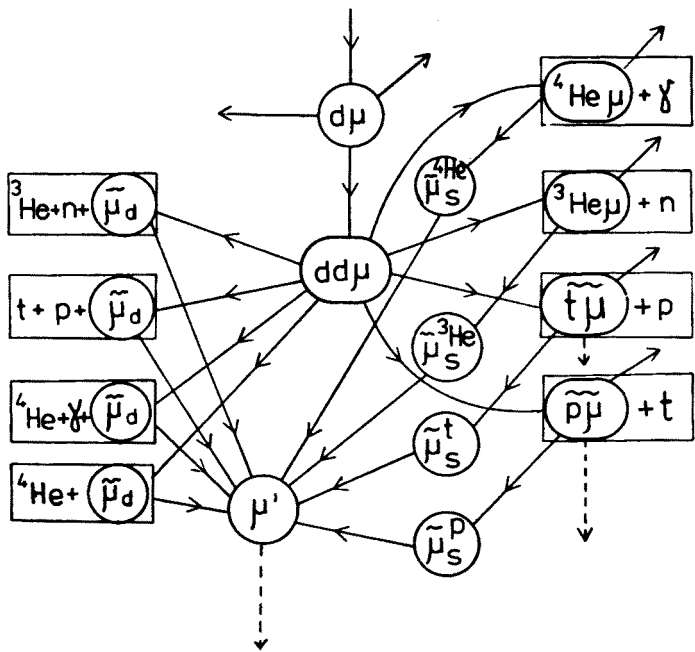 dμ
⁴Heμ + γ
μ̃ₛ⁴ᴴᵉ
³He+n+ μ̃d
³Heμ + n
ddμ
t + p+ μ̃d
t̃μ̃ + p
μ̃ₛ³ᴴᵉ
⁴He+γ+ μ̃d
p̃μ̃ + t
μ̃ₛᵗ
⁴He+ μ̃d
μ'
μ̃ₛᵖ